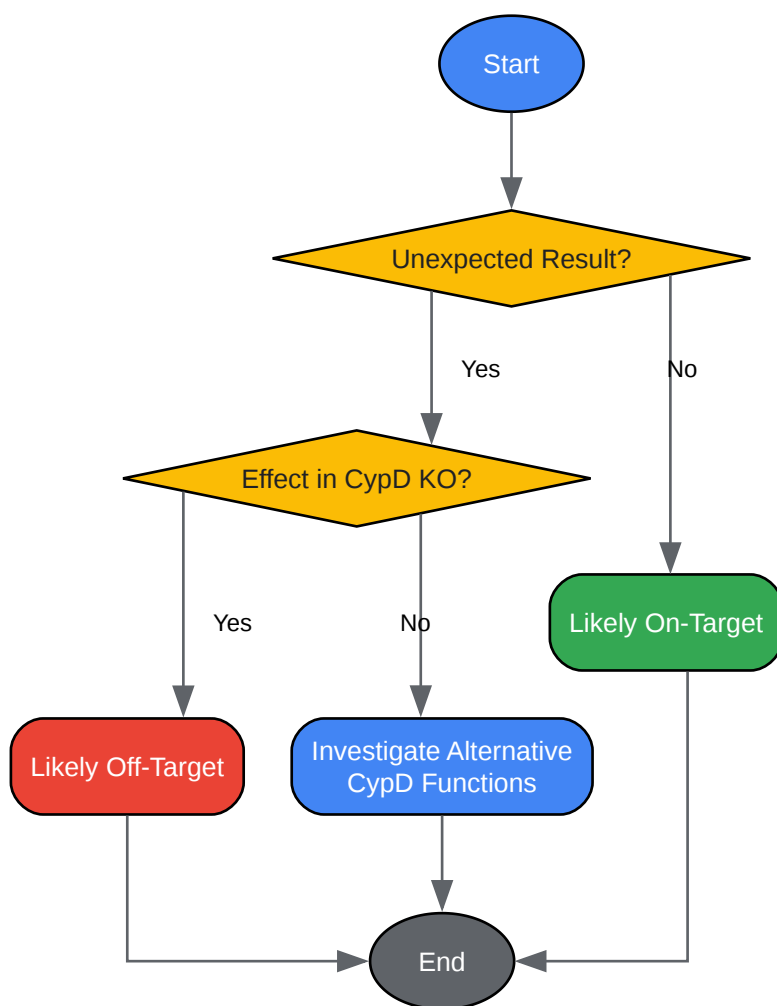 Start
Unexpected Result?
Yes
No
Effect in CypD KO?
Yes
No
Likely On-Target
Likely Off-Target
Investigate Alternative
CypD Functions
End